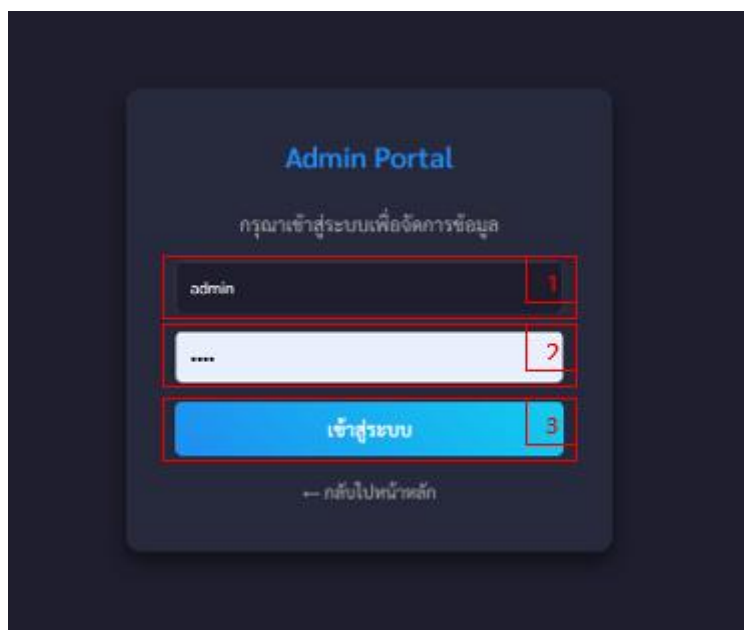 Admin Portal
กรุณาเข้าสู่ระบบเพื่อจัดการข้อมูล
admin 1
.... 2
เข้าสู่ระบบ 3
← กลับไปหน้าหลัก